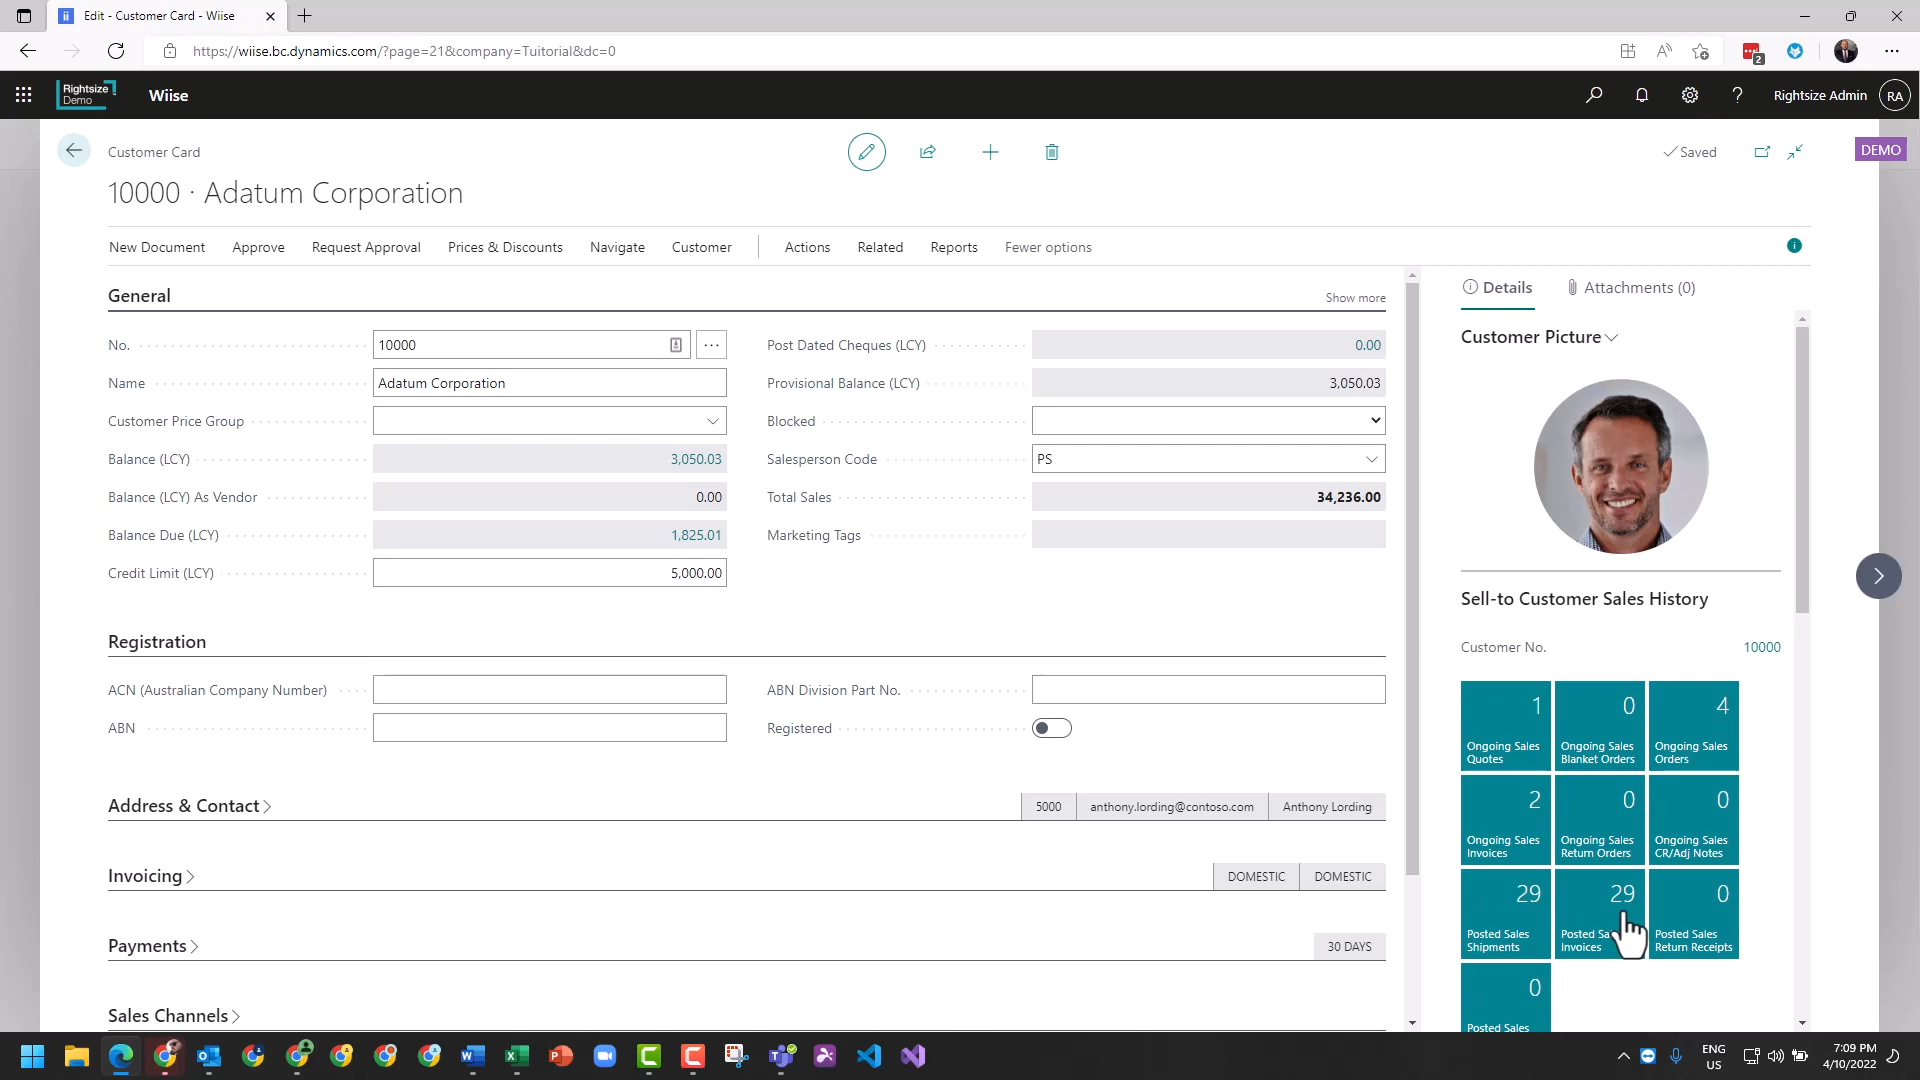 Edit - Customer Card - Wiise
https://wiise.bc.dynamics.com/?page=21&company=Tuitorial&dc=0
2
Rightsize
Demo
Wiise
Rightsize Admin
RA
Customer Card
Saved
DEMO
10000 · Adatum Corporation
New Document
Approve
Request Approval
Prices & Discounts
Navigate
Customer
Actions
Related
Reports
Fewer options
General
Show more
No.
10000
Name
Adatum Corporation
Customer Price Group
Balance (LCY)
3,050.03
Balance (LCY) As Vendor
0.00
Balance Due (LCY)
1,825.01
Credit Limit (LCY)
5,000.00
Post Dated Cheques (LCY)
0.00
Provisional Balance (LCY)
3,050.03
Blocked
Salesperson Code
PS
Total Sales
34,236.00
Marketing Tags
Registration
ACN (Australian Company Number)
ABN
ABN Division Part No.
Registered
Address & Contact
5000
anthony.lording@contoso.com
Anthony Lording
Invoicing
DOMESTIC
DOMESTIC
Payments
30 DAYS
Sales Channels
Details
Attachments (0)
Customer Picture
Sell-to Customer Sales History
Customer No.
10000
1
Ongoing Sales
Quotes
0
Ongoing Sales
Blanket Orders
4
Ongoing Sales
Orders
2
Ongoing Sales
Invoices
0
Ongoing Sales
Return Orders
0
Ongoing Sales
CR/Adj Notes
29
Posted Sales
Shipments
29
Posted Sa
Invoices
0
Posted Sales
Return Receipts
0
Posted Sales
ENG
US
7:09 PM
4/10/2022